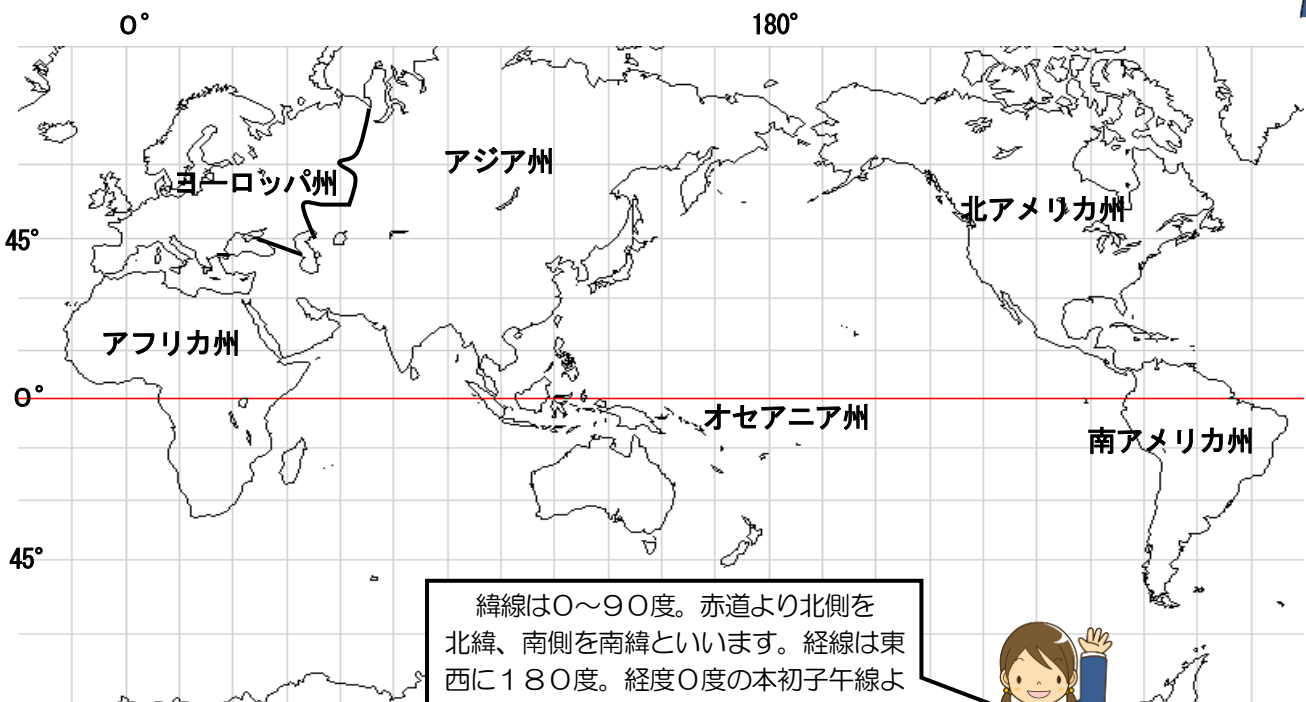 0° 180°
ヨーロッパ州
アジア州
北アメリカ州
45°
アフリカ州
0°
オセアニア州
南アメリカ州
45°
緯線は0～90度。赤道より北側を
北緯、南側を南緯といいます。経線は東
西に180度。経度0度の本初子午線よ